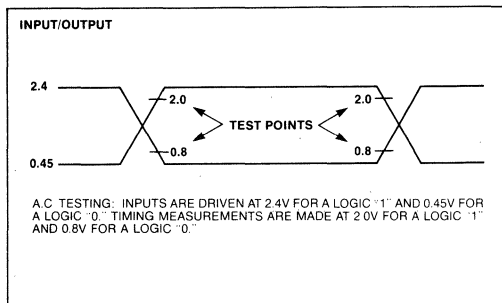 INPUT/OUTPUT
2.4
2.0 2.0
TEST POINTS
0.8 0.8
0.45
A.C TESTING: INPUTS ARE DRIVEN AT 2.4V FOR A LOGIC "1" AND 0.45V FOR
A LOGIC "0." TIMING MEASUREMENTS ARE MADE AT 2 0V FOR A LOGIC "1"
AND 0.8V FOR A LOGIC "0."